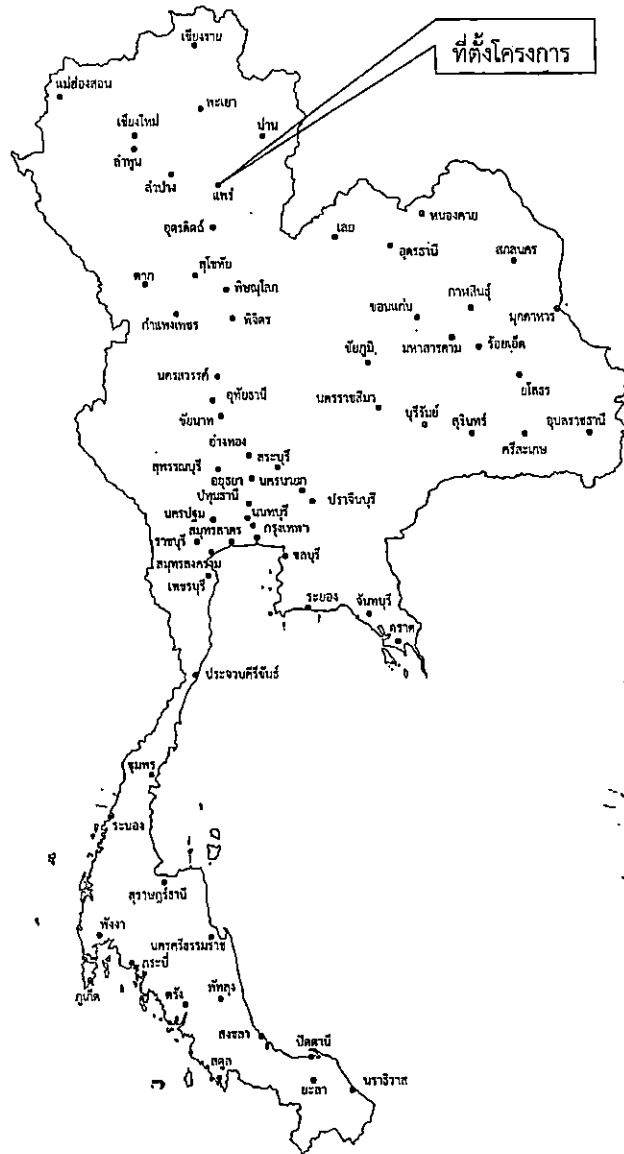 เชียงราย
ที่ตั้งโครงการ
แม่ฮ่องสอน
พะเยา
เชียงใหม่
น่าน
ลำพูน
ลำปาง
แพร่
อุตรดิตถ์
หนองคาย
เลย
อุดรธานี
สกลนคร
สุโขทัย
ตาก
พิษณุโลก
กาฬสินธุ์
ขอนแก่น
มุกดาหาร
กำแพงเพชร
พิจิตร
มหาสารคาม
ร้อยเอ็ด
ชัยภูมิ
นครสวรรค์
ยโสธร
อุทัยธานี
นครราชสีมา
ชัยนาท
บุรีรัมย์
สุรินทร์
อุบลราชธานี
อ่างทอง
ศรีสะเกษ
สระบุรี
สุพรรณบุรี
อยุธยา
นครนายก
ปทุมธานี
ปราจีนบุรี
นครปฐม
นนทบุรี
สมุทรสาคร
กรุงเทพฯ
ราชบุรี
ชลบุรี
สมุทรสงคราม
เพชรบุรี
ระยอง
จันทบุรี
ตราด
ประจวบคีรีขันธ์
ชุมพร
ระนอง
สุราษฎร์ธานี
พังงา
นครศรีธรรมราช
กระบี่
ภูเก็ต
ตรัง
พัทลุง
สงขลา
ปัตตานี
สตูล
ยะลา
นราธิวาส